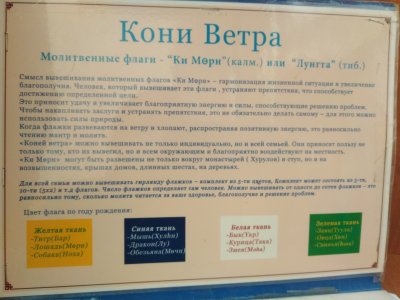 Кони Ветра
Молитвенные флаги - "Ки Мөри"(калм.) или "Лунгта" (тиб.)
Смысл вывешивания молитвенных флагов «Ки Мөри» – гармонизация жизненной ситуации и увеличение
благополучия. Человек, который вывешивает эти флаги , устраняет препятствия, что способствует
достижению определенной цели.
Это приносит удачу и увеличивает благоприятную энергию и силы, способствующие решению проблем.
Чтобы накапливать заслуги и устранять препятствия, это не обязательно делать самому – для этого можно
использовать силы природы.
Когда флажки развеваются на ветру и хлопают, распространяя позитивную энергию, это равносильно
чтению мантр и молитв.
«Коней ветра» можно вывешивать не только индивидуально, но и всей семьей. Они приносят пользу не
только тому, кто их вывесил, но и всем окружающим и благотворно воздействуют на местность.
«Ки Мөри» могут быть развешены не только вокруг монастырей ( Хурулов) и ступ, но и на
возвышенностях, крышах домов, длинных шестах, на деревьях.
Для всей семьи можно вывешивать гирлянду флажков – комплект из 5-ти цветов, Комплект может состоять из 5-ти,
10-ти (5х2) и т.д флагов. Число флажков определяет сам человек. Можно вывешивать от одного до сотен флажков – это
равносильно тому, сколько молитв читается за ваше здоровье, благополучие и решение проблем.
Цвет флага по году рождения:
Желтая ткань
-Тигр(Бар)
-Лошадь(Мөрн)
-Собака(Ноха)
Синяя ткань
-Мышь(Хулһн)
-Дракон(Лу)
-Обезьяна(Мөчн)
Белая ткань
-Бык(Үкр)
-Курица(Така)
-Змея(Моһа)
Зеленая ткань
-Заяц(Туула)
-Овца(Хөн)
-Свинья(Һаха)